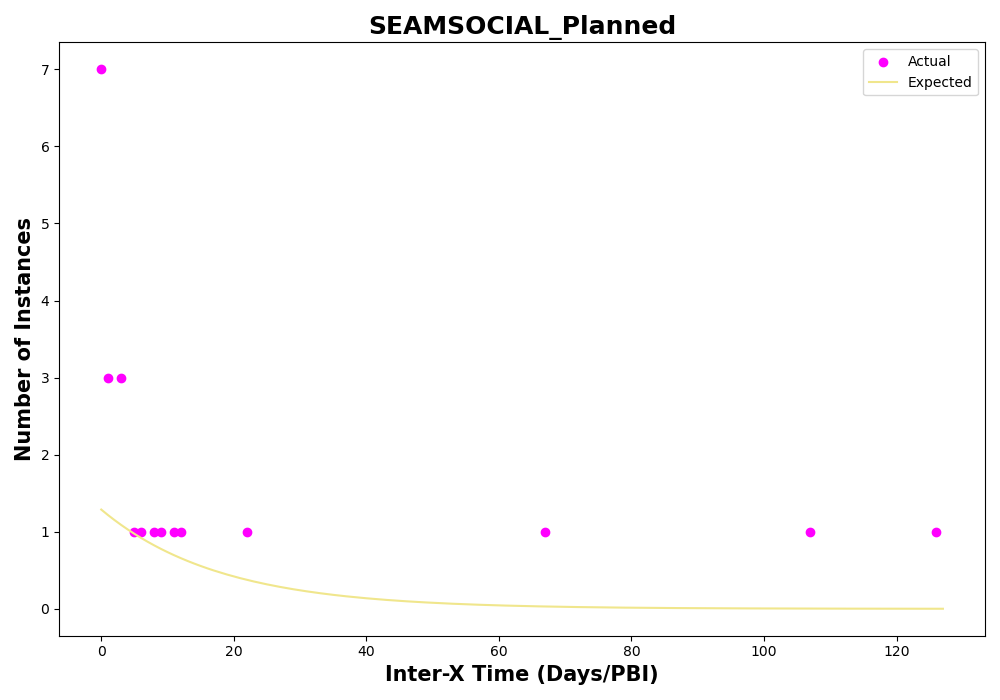 SEAMSOCIAL_Planned
Actual
Expected
Number of Instances
7
6
5
4
3
2
1
0
0 20 40 60 80 100 120
Inter-X Time (Days/PBI)